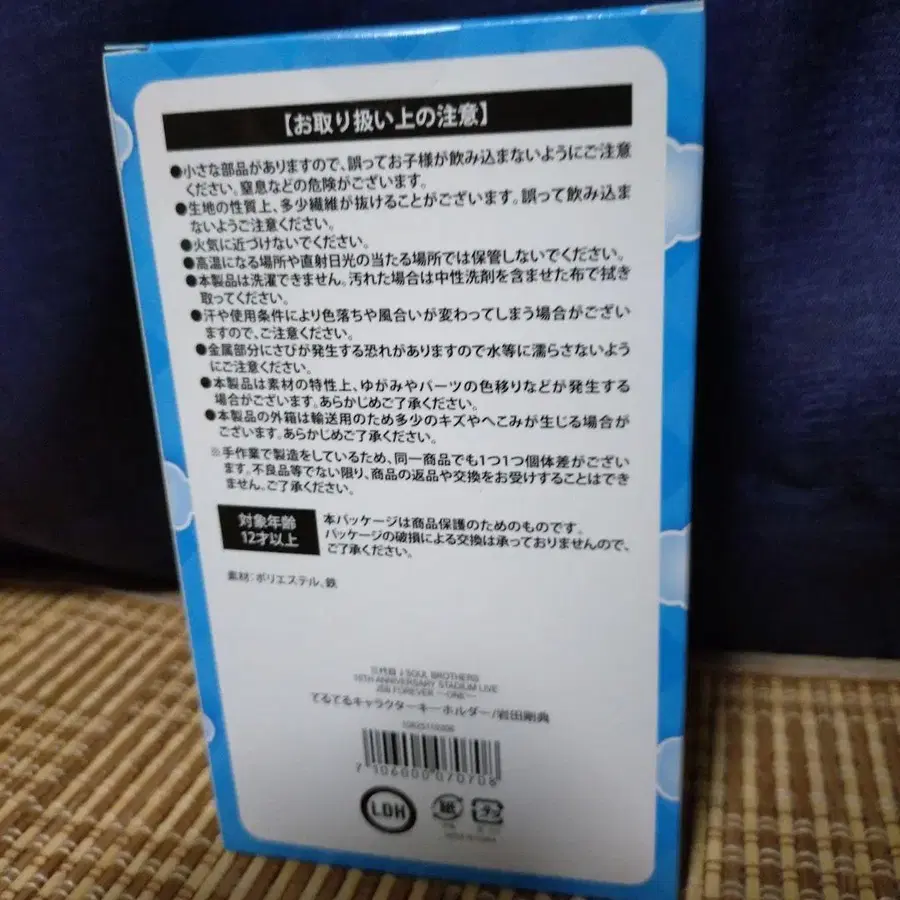 【お取り扱い上の注意】
●小さな部品がありますので、誤ってお子様が飲み込まないようにご注意
ください。窒息などの危険がございます。
●生地の性質上、多少繊維が抜けることがございます。誤って飲み込ま
ないようご注意ください。
●火気に近づけないでください。
●高温になる場所や直射日光の当たる場所では保管しないでください。
●本製品は洗濯できません。汚れた場合は中性洗剤を含ませた布で拭き
取ってください。
●汗や使用条件により色落ちや風合いが変わってしまう場合がござい
ますので、ご注意ください。
●金属部分にさびが発生する恐れがありますので水等に濡らさないよう
にご注意ください。
●本製品は素材の特性上、ゆがみやパーツの色移りなどが発生する
場合がございます。あらかじめご了承ください。
●本製品の外箱は輸送用のため多少のキズやへこみが生じる場合が
ございます。あらかじめご了承ください。
※手作業で製造をしているため、同一商品でも1つ1つ個体差がござい
ます。不良品等でない限り、商品の返品や交換をお受けすることはでき
ません。ご了承ください。
対象年齢
12才以上
本パッケージは商品保護のためのものです。
パッケージの破損による交換は承っておりませんので、
ご了承ください。
素材：ポリエステル、鉄
三代目 J SOUL BROTHERS
15TH ANNIVERSARY STADIUM LIVE
JSB FOREVER ～ONE～
てるてるキャラクターキーホルダー/岩田剛典
7106000070708
LDH
紙
プラ